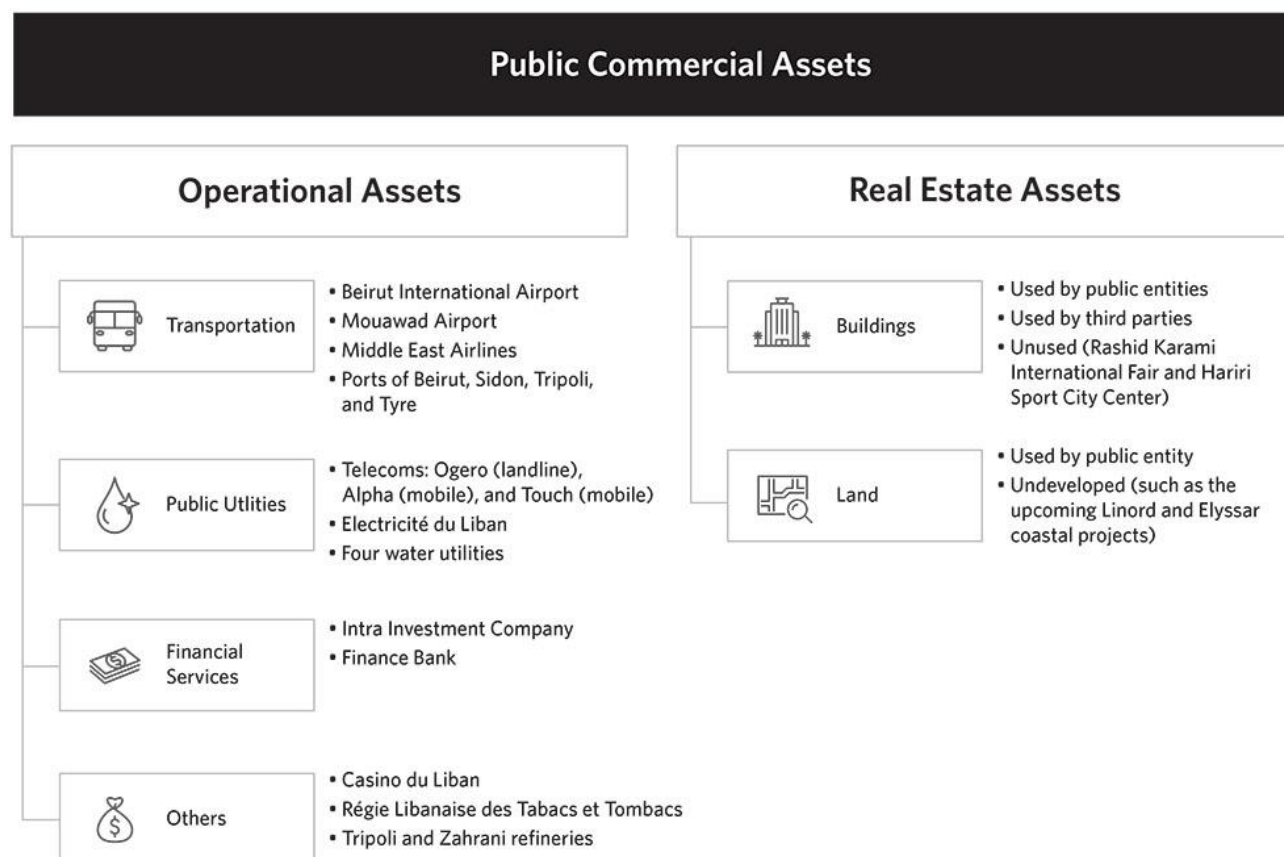 Public Commercial Assets
Operational Assets
Transportation
• Beirut International Airport
• Mouawad Airport
• Middle East Airlines
• Ports of Beirut, Sidon, Tripoli,
and Tyre
Public Utlities
• Telecoms: Ogero (landline),
Alpha (mobile), and Touch (mobile)
• Electricité du Liban
• Four water utilities
Financial
Services
• Intra Investment Company
• Finance Bank
Others
• Casino du Liban
• Régie Libanaise des Tabacs et Tombacs
• Tripoli and Zahrani refineries
Real Estate Assets
Buildings
• Used by public entities
• Used by third parties
• Unused (Rashid Karami
International Fair and Hariri
Sport City Center)
Land
• Used by public entity
• Undeveloped (such as the
upcoming Linord and Elyssar
coastal projects)